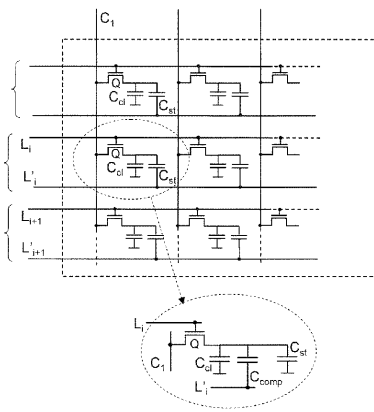 C1
Q
Ccl
Cst
Li
Q
Ccl
Cst
L'i
Li+1
L'i+1
Li
Q
C1
Ccl
Cst
Ccomp
L'i